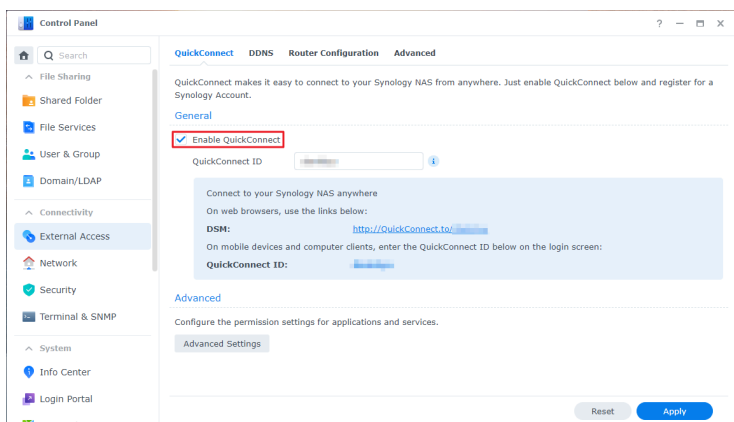 Control Panel
Search
File Sharing
Shared Folder
File Services
User & Group
Domain/LDAP
Connectivity
External Access
Network
Security
Terminal & SNMP
System
Info Center
Login Portal
QuickConnect DDNS Router Configuration Advanced
QuickConnect makes it easy to connect to your Synology NAS from anywhere. Just enable QuickConnect below and register for a
Synology Account.
General
Enable QuickConnect
QuickConnect ID
Connect to your Synology NAS anywhere
On web browsers, use the links below:
DSM: http://QuickConnect.to/
On mobile devices and computer clients, enter the QuickConnect ID below on the login screen:
QuickConnect ID:
Advanced
Configure the permission settings for applications and services.
Advanced Settings
Reset Apply